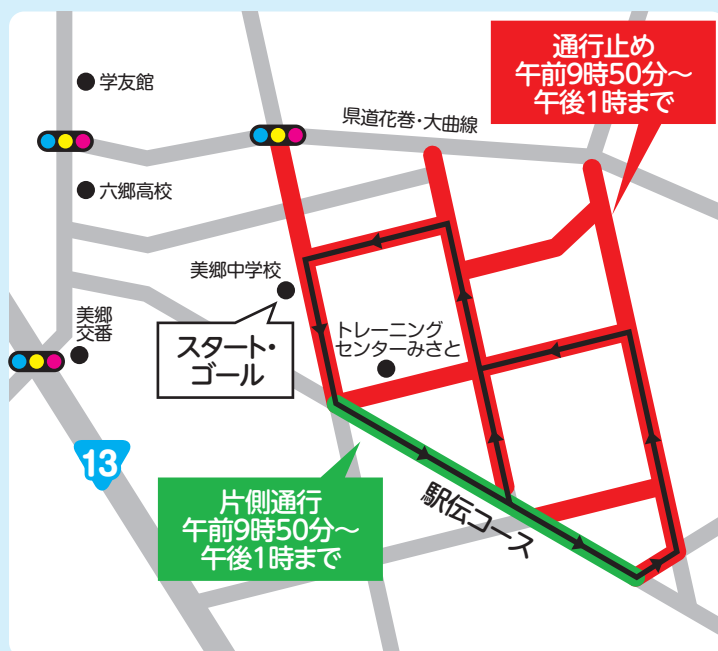 通行止め
午前9時50分～
午後1時まで
学友館
県道花巻・大曲線
六郷高校
美郷中学校
美郷
交番
スタート・
ゴール
トレーニング
センターみさと
13
片側通行
午前9時50分～
午後1時まで
駅伝コース